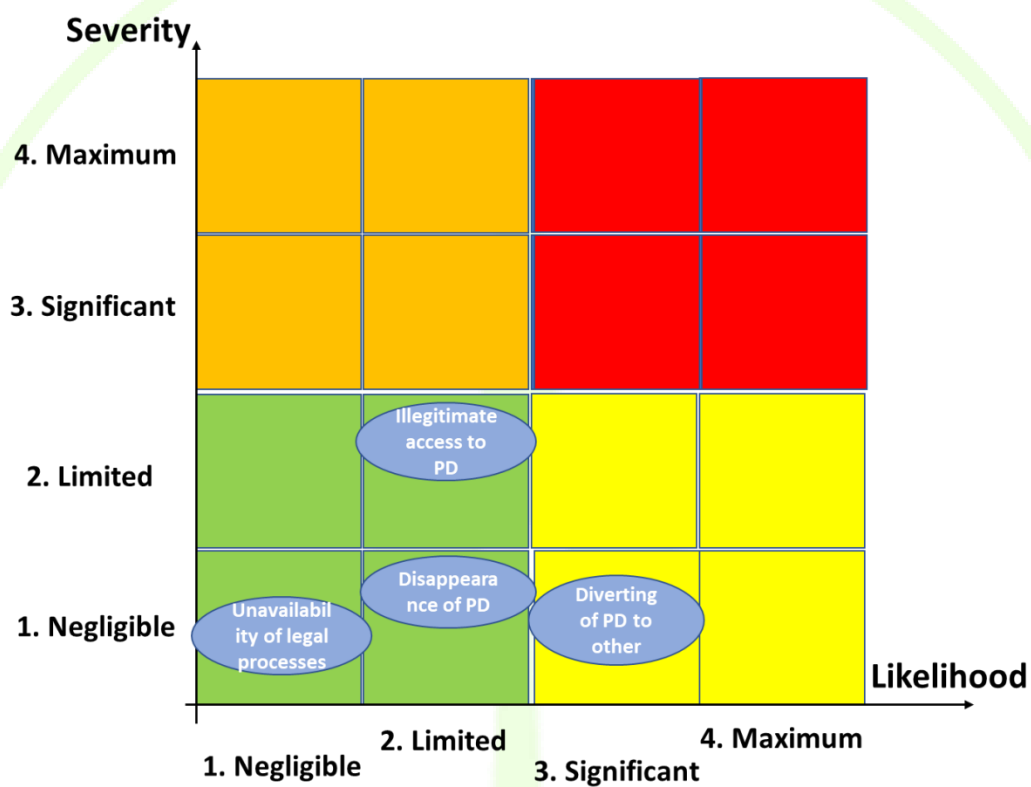 Severity
4. Maximum
3. Significant
2. Limited
1. Negligible
Illegitimate
access to
PD
Disappeara
nce of PD
Unavailabil
ity of legal
processes
Diverting
of PD to
other
Likelihood
1. Negligible
2. Limited
3. Significant
4. Maximum